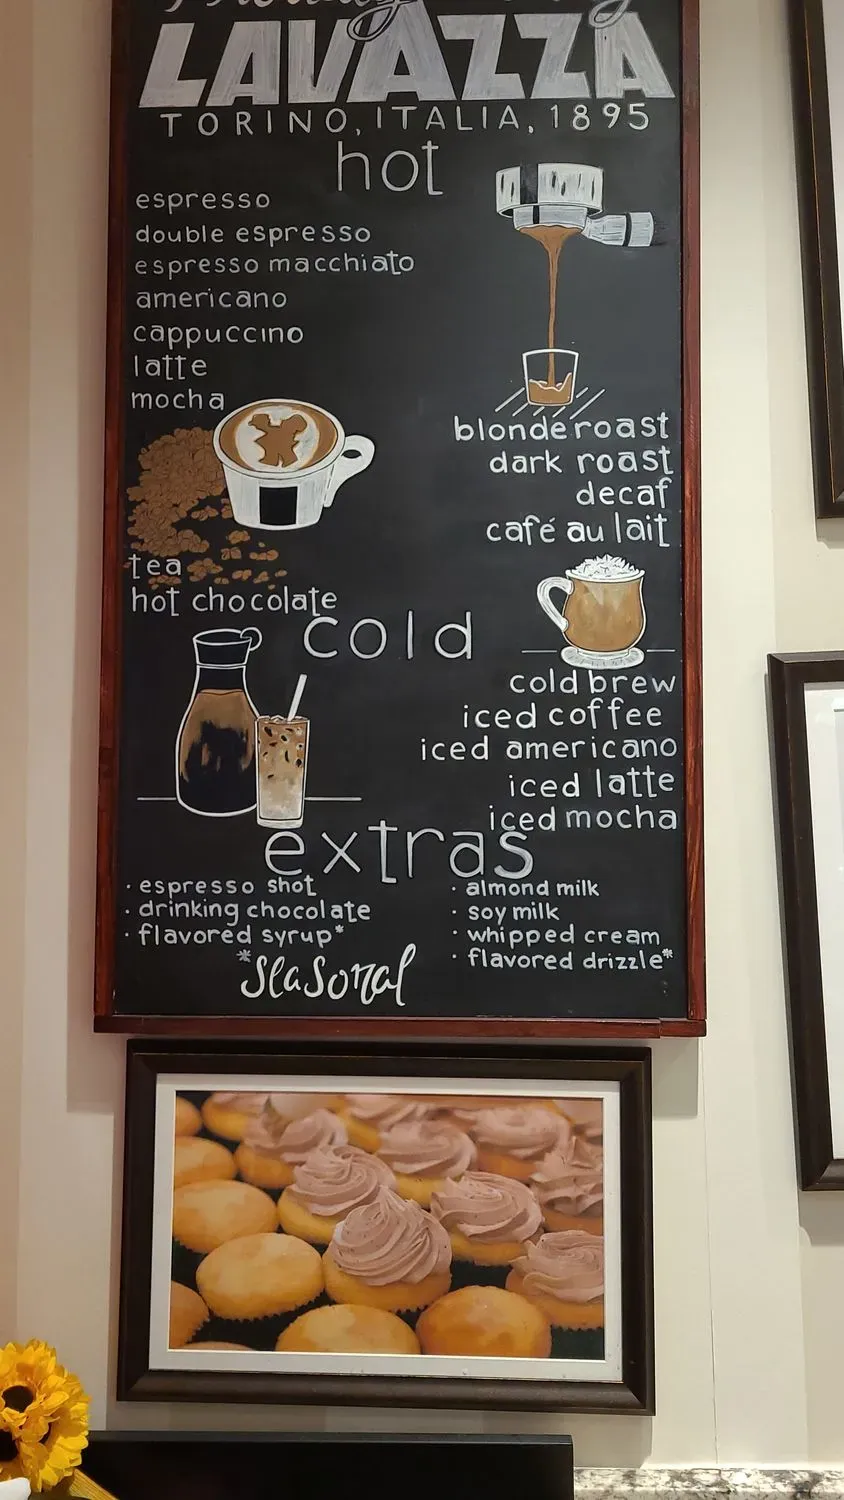 LAVAZZA
TORINO, ITALIA, 1895
hot
espresso
double espresso
espresso macchiato
americano
cappuccino
latte
mocha
tea
hot chocolate
blonde roast
dark roast
decaf
café au lait
cold
cold brew
iced coffee
iced americano
iced latte
iced mocha
extras
· espresso shot
· drinking chocolate
· flavored syrup*
· almond milk
· soy milk
· whipped cream
· flavored drizzle*
*seasonal